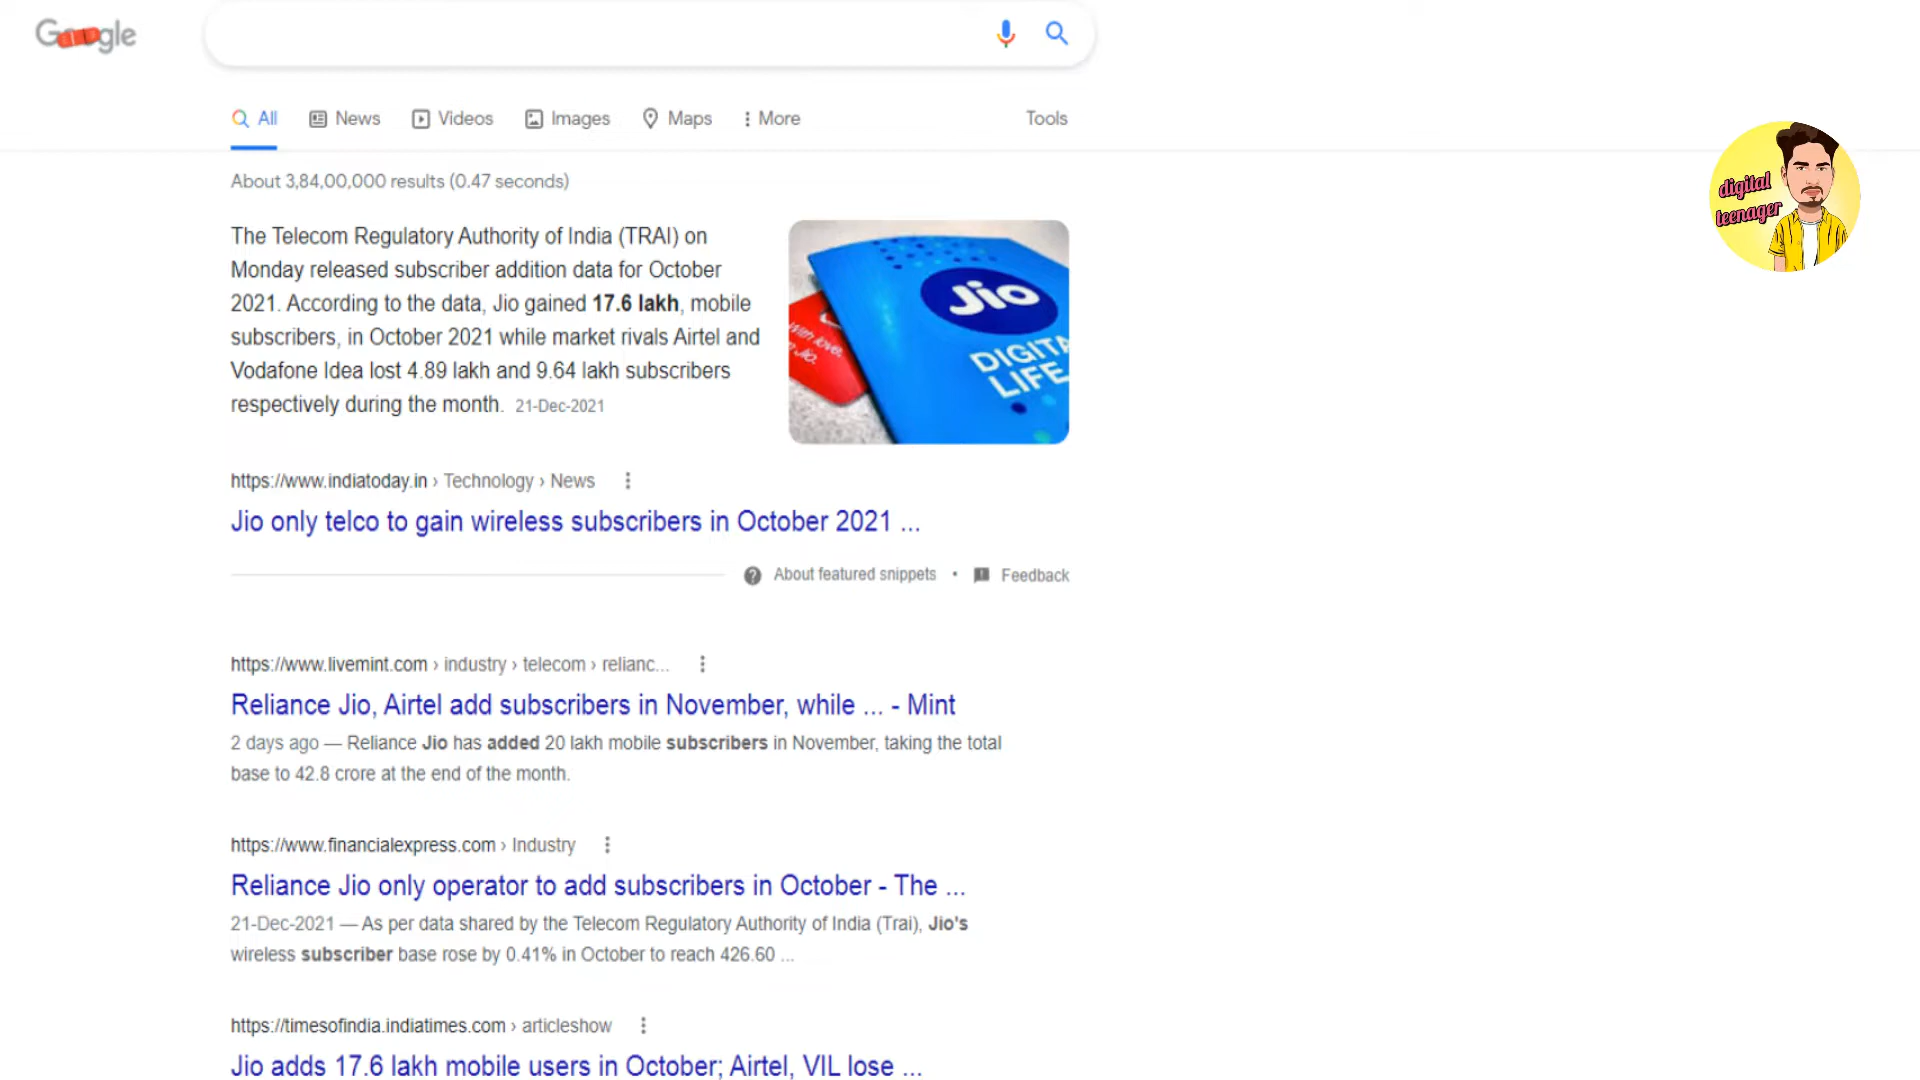 Google
All News Videos Images Maps More Tools
About 3,84,00,000 results (0.47 seconds)
digital
teenager
The Telecom Regulatory Authority of India (TRAI) on
Monday released subscriber addition data for October
2021. According to the data, Jio gained 17.6 lakh, mobile
subscribers, in October 2021 while market rivals Airtel and
Vodafone Idea lost 4.89 lakh and 9.64 lakh subscribers
respectively during the month. 21-Dec-2021
Jio
DIGITA
LIFE
With love,
Jio.
https://www.indiatoday.in › Technology › News
Jio only telco to gain wireless subscribers in October 2021 ...
About featured snippets • Feedback
https://www.livemint.com › industry › telecom › relianc...
Reliance Jio, Airtel add subscribers in November, while ... - Mint
2 days ago — Reliance Jio has added 20 lakh mobile subscribers in November, taking the total
base to 42.8 crore at the end of the month.
https://www.financialexpress.com › Industry
Reliance Jio only operator to add subscribers in October - The ...
21-Dec-2021 — As per data shared by the Telecom Regulatory Authority of India (Trai), Jio's
wireless subscriber base rose by 0.41% in October to reach 426.60 ...
https://timesofindia.indiatimes.com › articleshow
Jio adds 17.6 lakh mobile users in October; Airtel, VIL lose ...